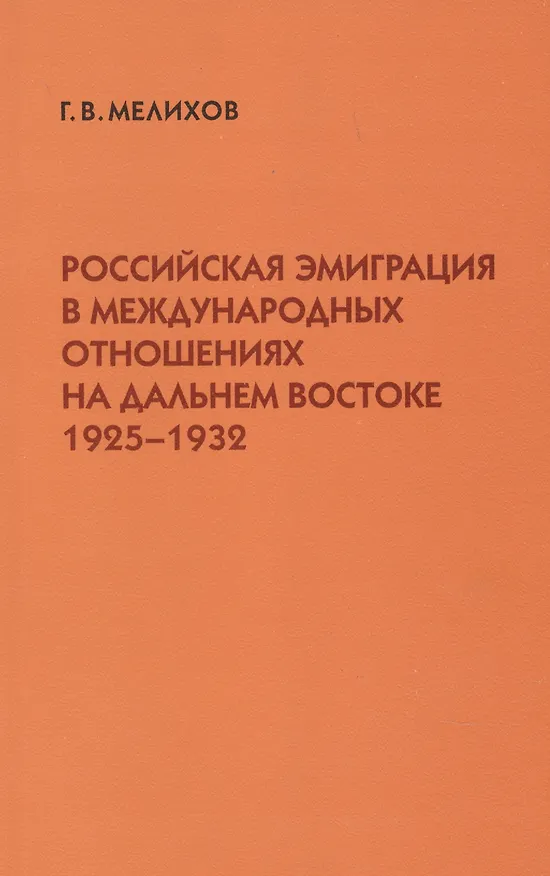 Г. В. МЕЛИХОВ
РОССИЙСКАЯ ЭМИГРАЦИЯ
В МЕЖДУНАРОДНЫХ
ОТНОШЕНИЯХ
НА ДАЛЬНЕМ ВОСТОКЕ
1925–1932